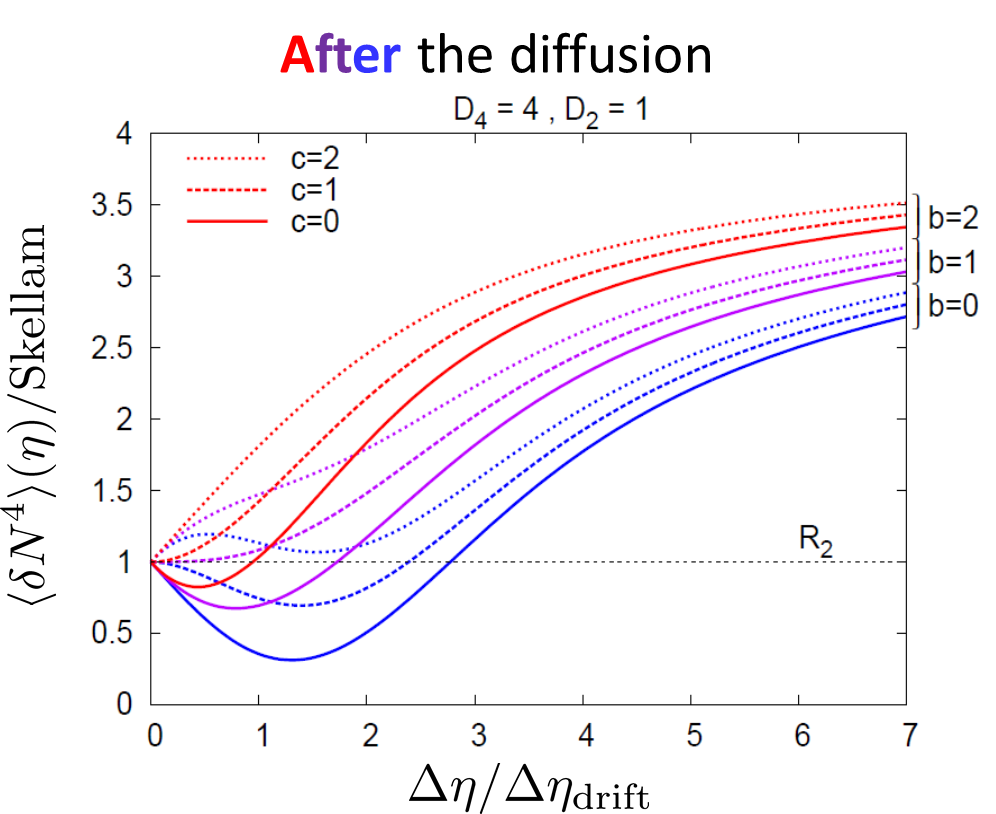 After the diffusion
D₄ = 4 , D₂ = 1
⟨δN⁴⟩(η)/Skellam
4
3.5
3
2.5
2
1.5
1
0.5
0
c=2
c=1
c=0
b=2
b=1
b=0
R₂
0 1 2 3 4 5 6 7
Δη/Δη_drift